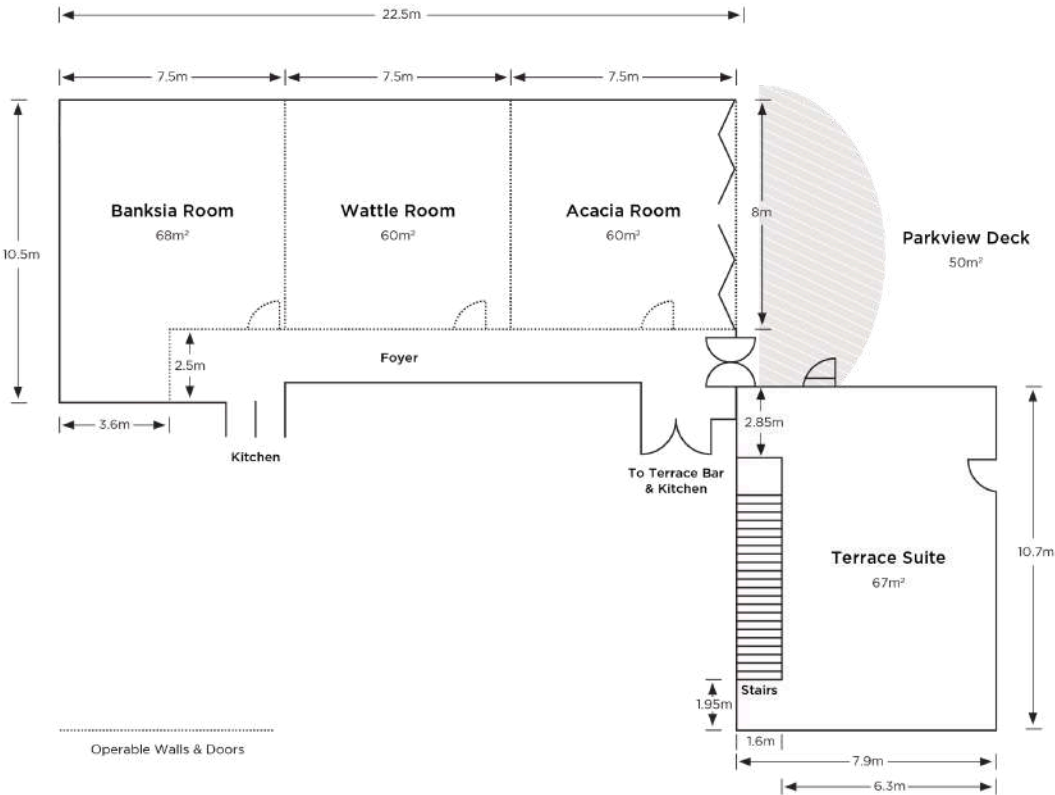 22.5m
7.5m
7.5m
7.5m
Banksia Room
68m²
Wattle Room
60m²
Acacia Room
60m²
8m
Parkview Deck
50m²
10.5m
2.5m
Foyer
3.6m
Kitchen
To Terrace Bar
& Kitchen
2.85m
Terrace Suite
67m²
10.7m
Stairs
1.95m
1.6m
7.9m
6.3m
Operable Walls & Doors